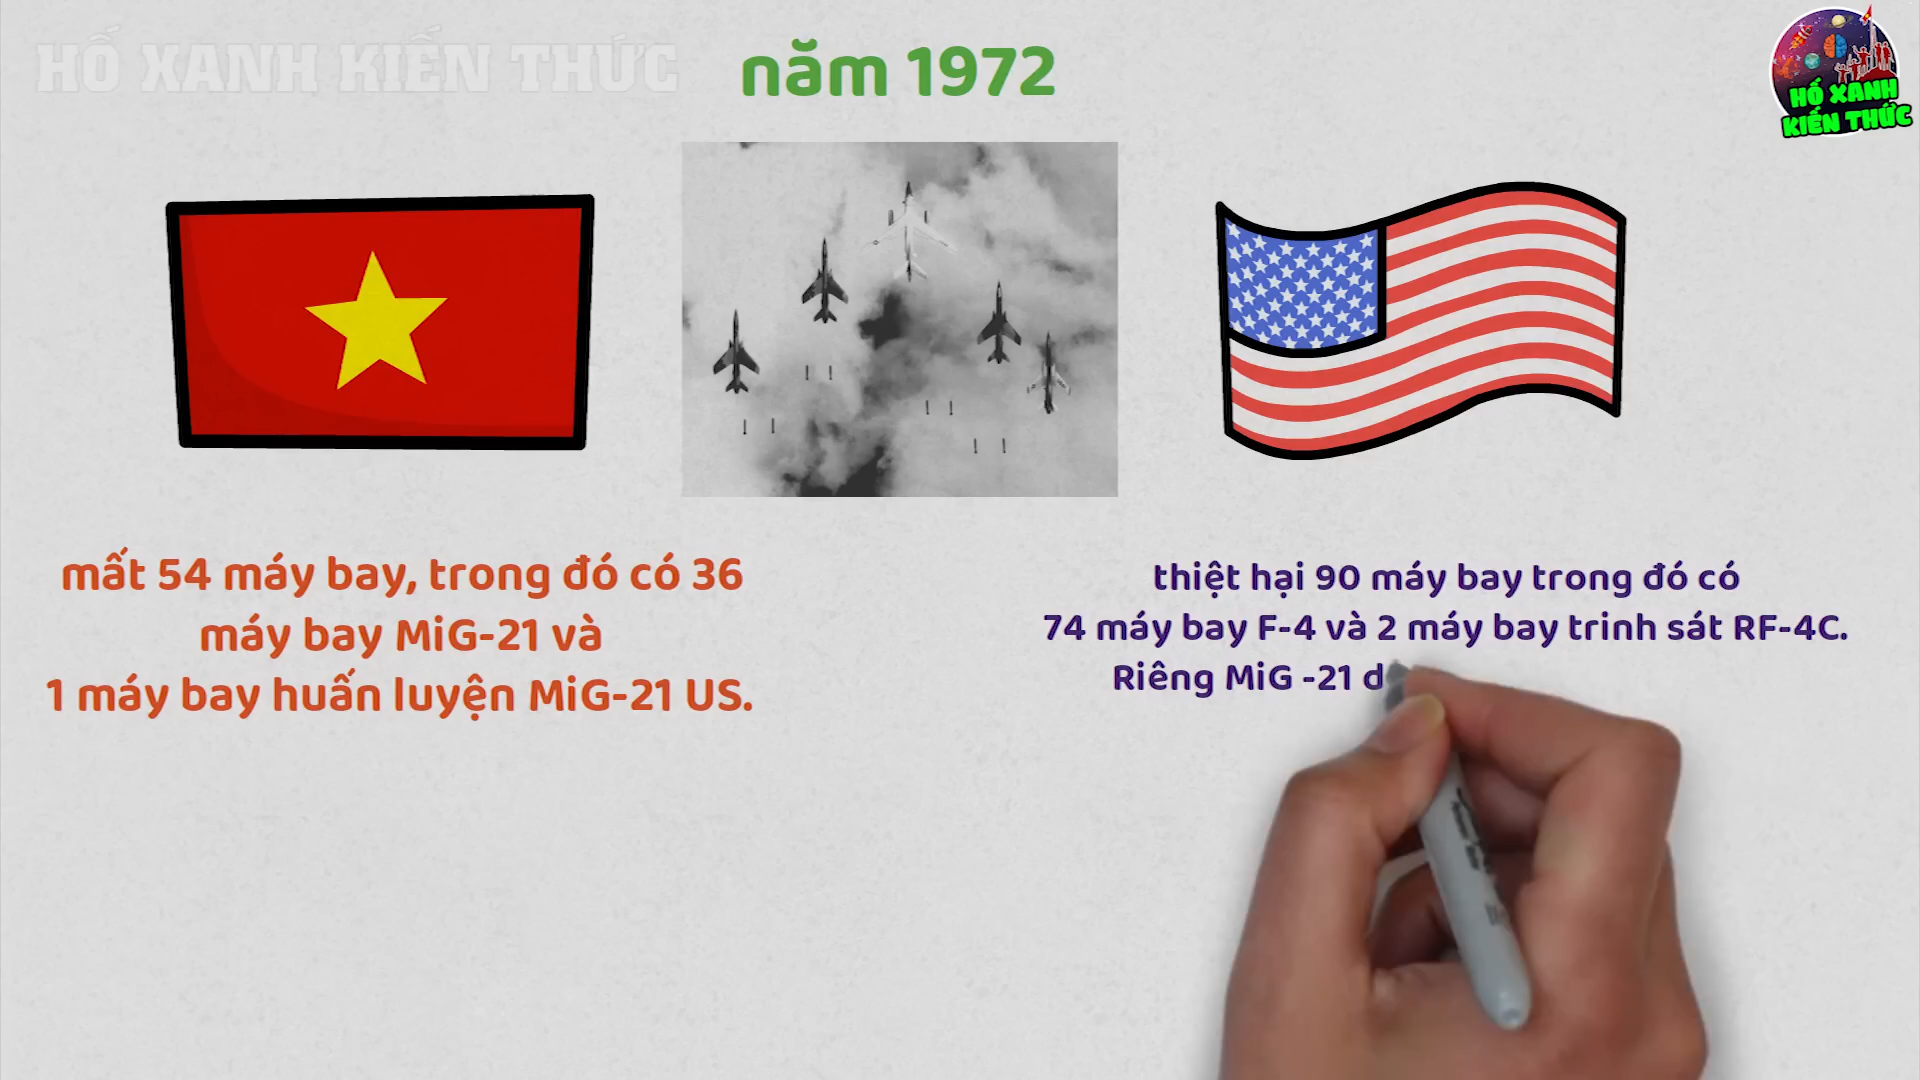 HỐ XANH KIẾN THỨC
năm 1972
HỐ XANH
KIẾN THỨC
mất 54 máy bay, trong đó có 36
máy bay MiG-21 và
1 máy bay huấn luyện MiG-21 US.
thiệt hại 90 máy bay trong đó có
74 máy bay F-4 và 2 máy bay trinh sát RF-4C.
Riêng MiG -21 d